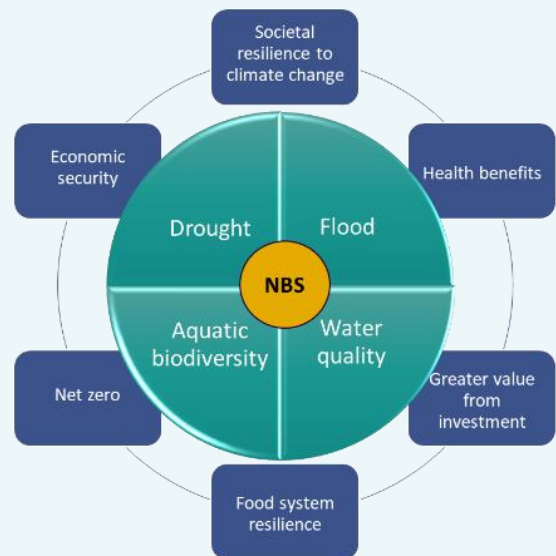 Societal
resilience to
climate change
Economic
security
Health benefits
Drought
Flood
NBS
Aquatic
biodiversity
Water
quality
Net zero
Greater value
from
investment
Food system
resilience